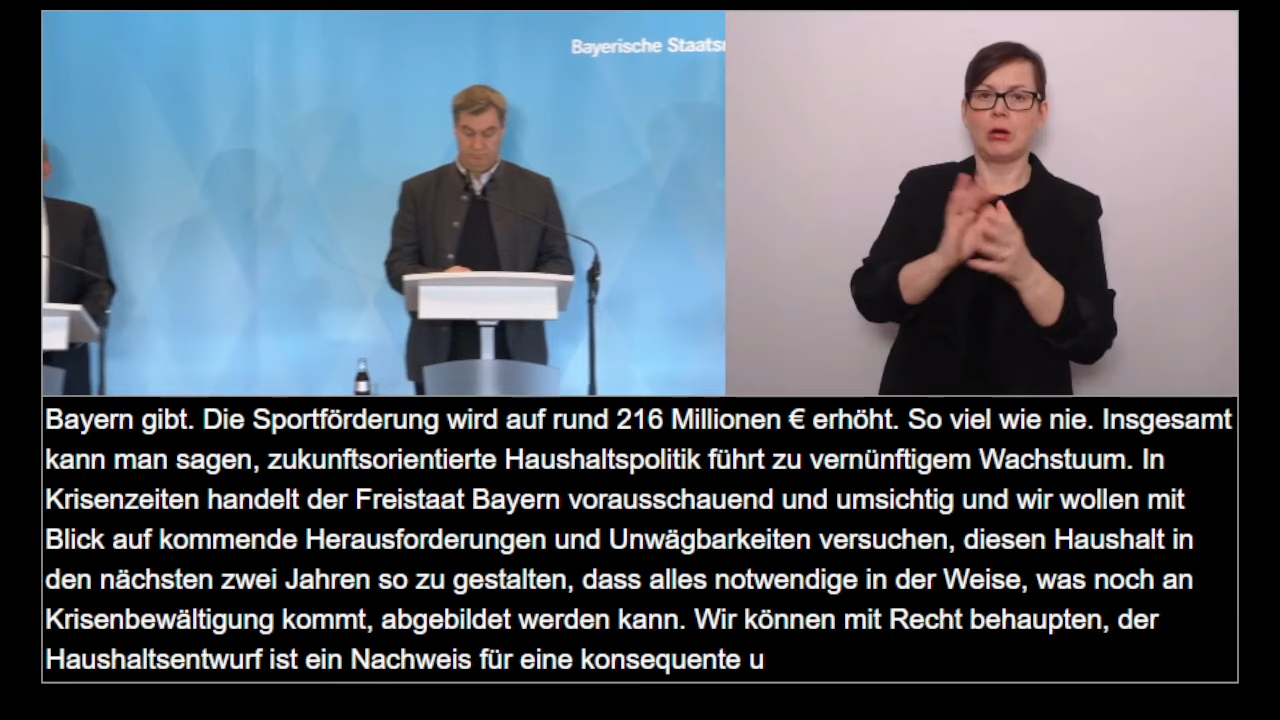 Bayerische Staats
Bayern gibt. Die Sportförderung wird auf rund 216 Millionen € erhöht. So viel wie nie. Insgesamt
kann man sagen, zukunftsorientierte Haushaltspolitik führt zu vernünftigem Wachstuum. In
Krisenzeiten handelt der Freistaat Bayern vorausschauend und umsichtig und wir wollen mit
Blick auf kommende Herausforderungen und Unwägbarkeiten versuchen, diesen Haushalt in
den nächsten zwei Jahren so zu gestalten, dass alles notwendige in der Weise, was noch an
Krisenbewältigung kommt, abgebildet werden kann. Wir können mit Recht behaupten, der
Haushaltsentwurf ist ein Nachweis für eine konsequente u